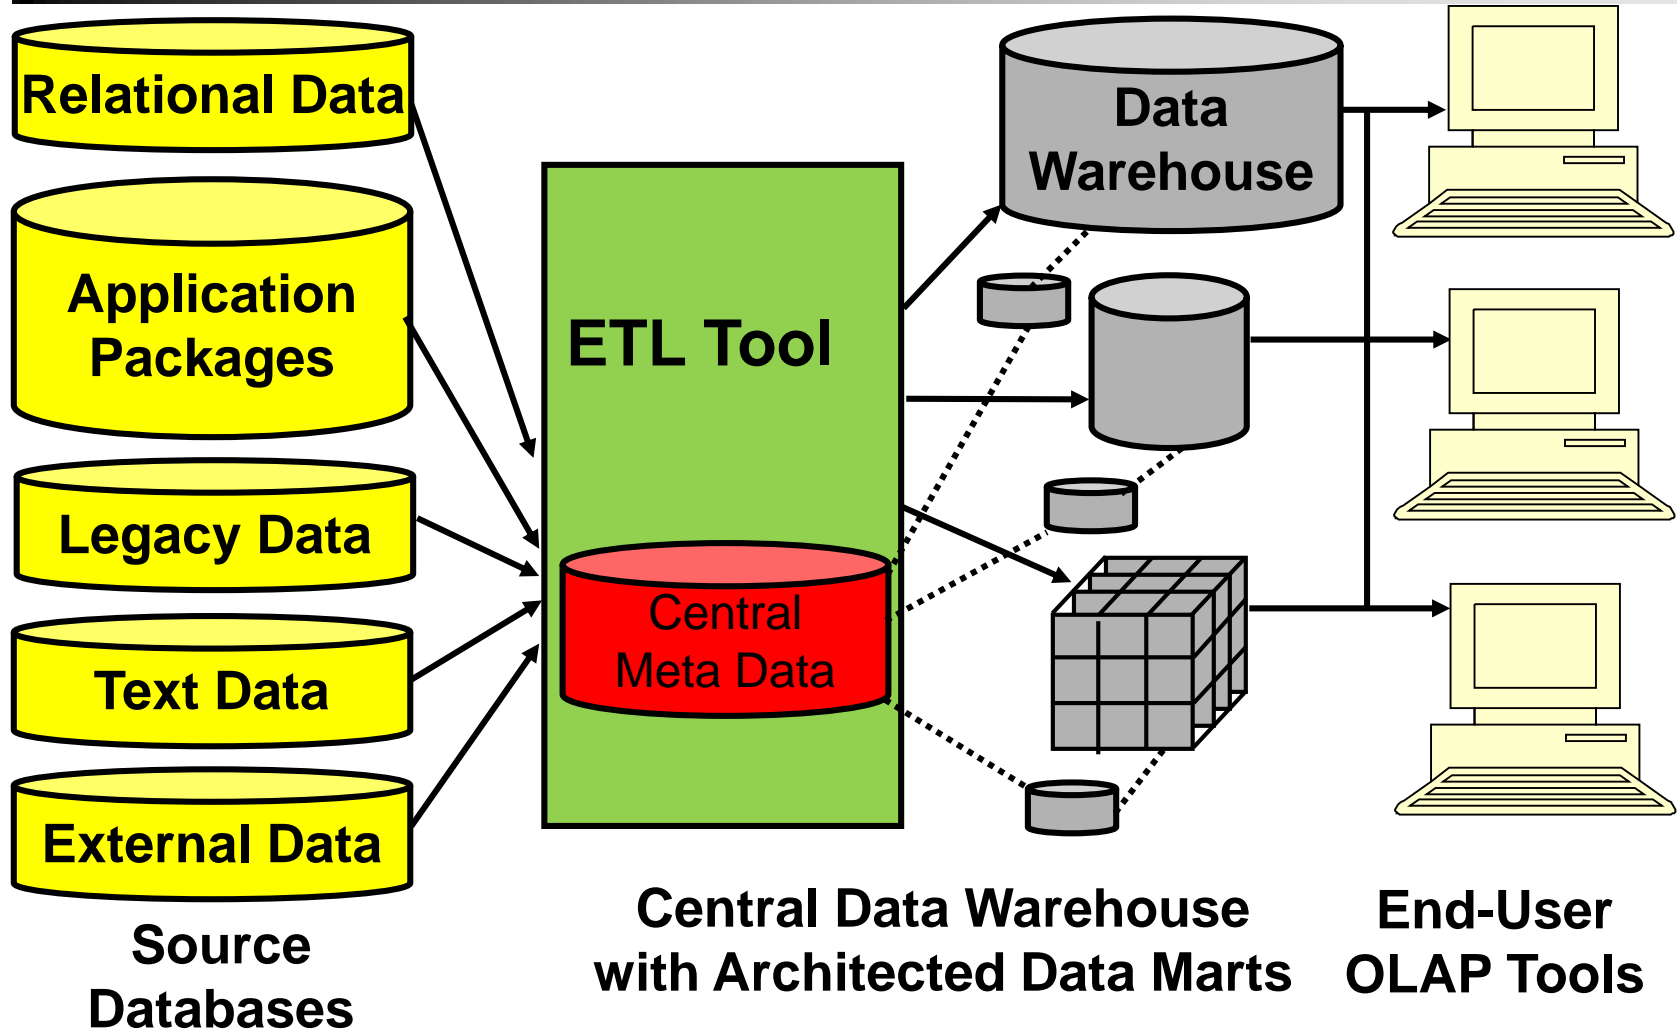 Relational Data
Application
Packages
Legacy Data
Text Data
External Data
Source
Databases
ETL Tool
Central
Meta Data
Data
Warehouse
Central Data Warehouse
with Architected Data Marts
End-User
OLAP Tools